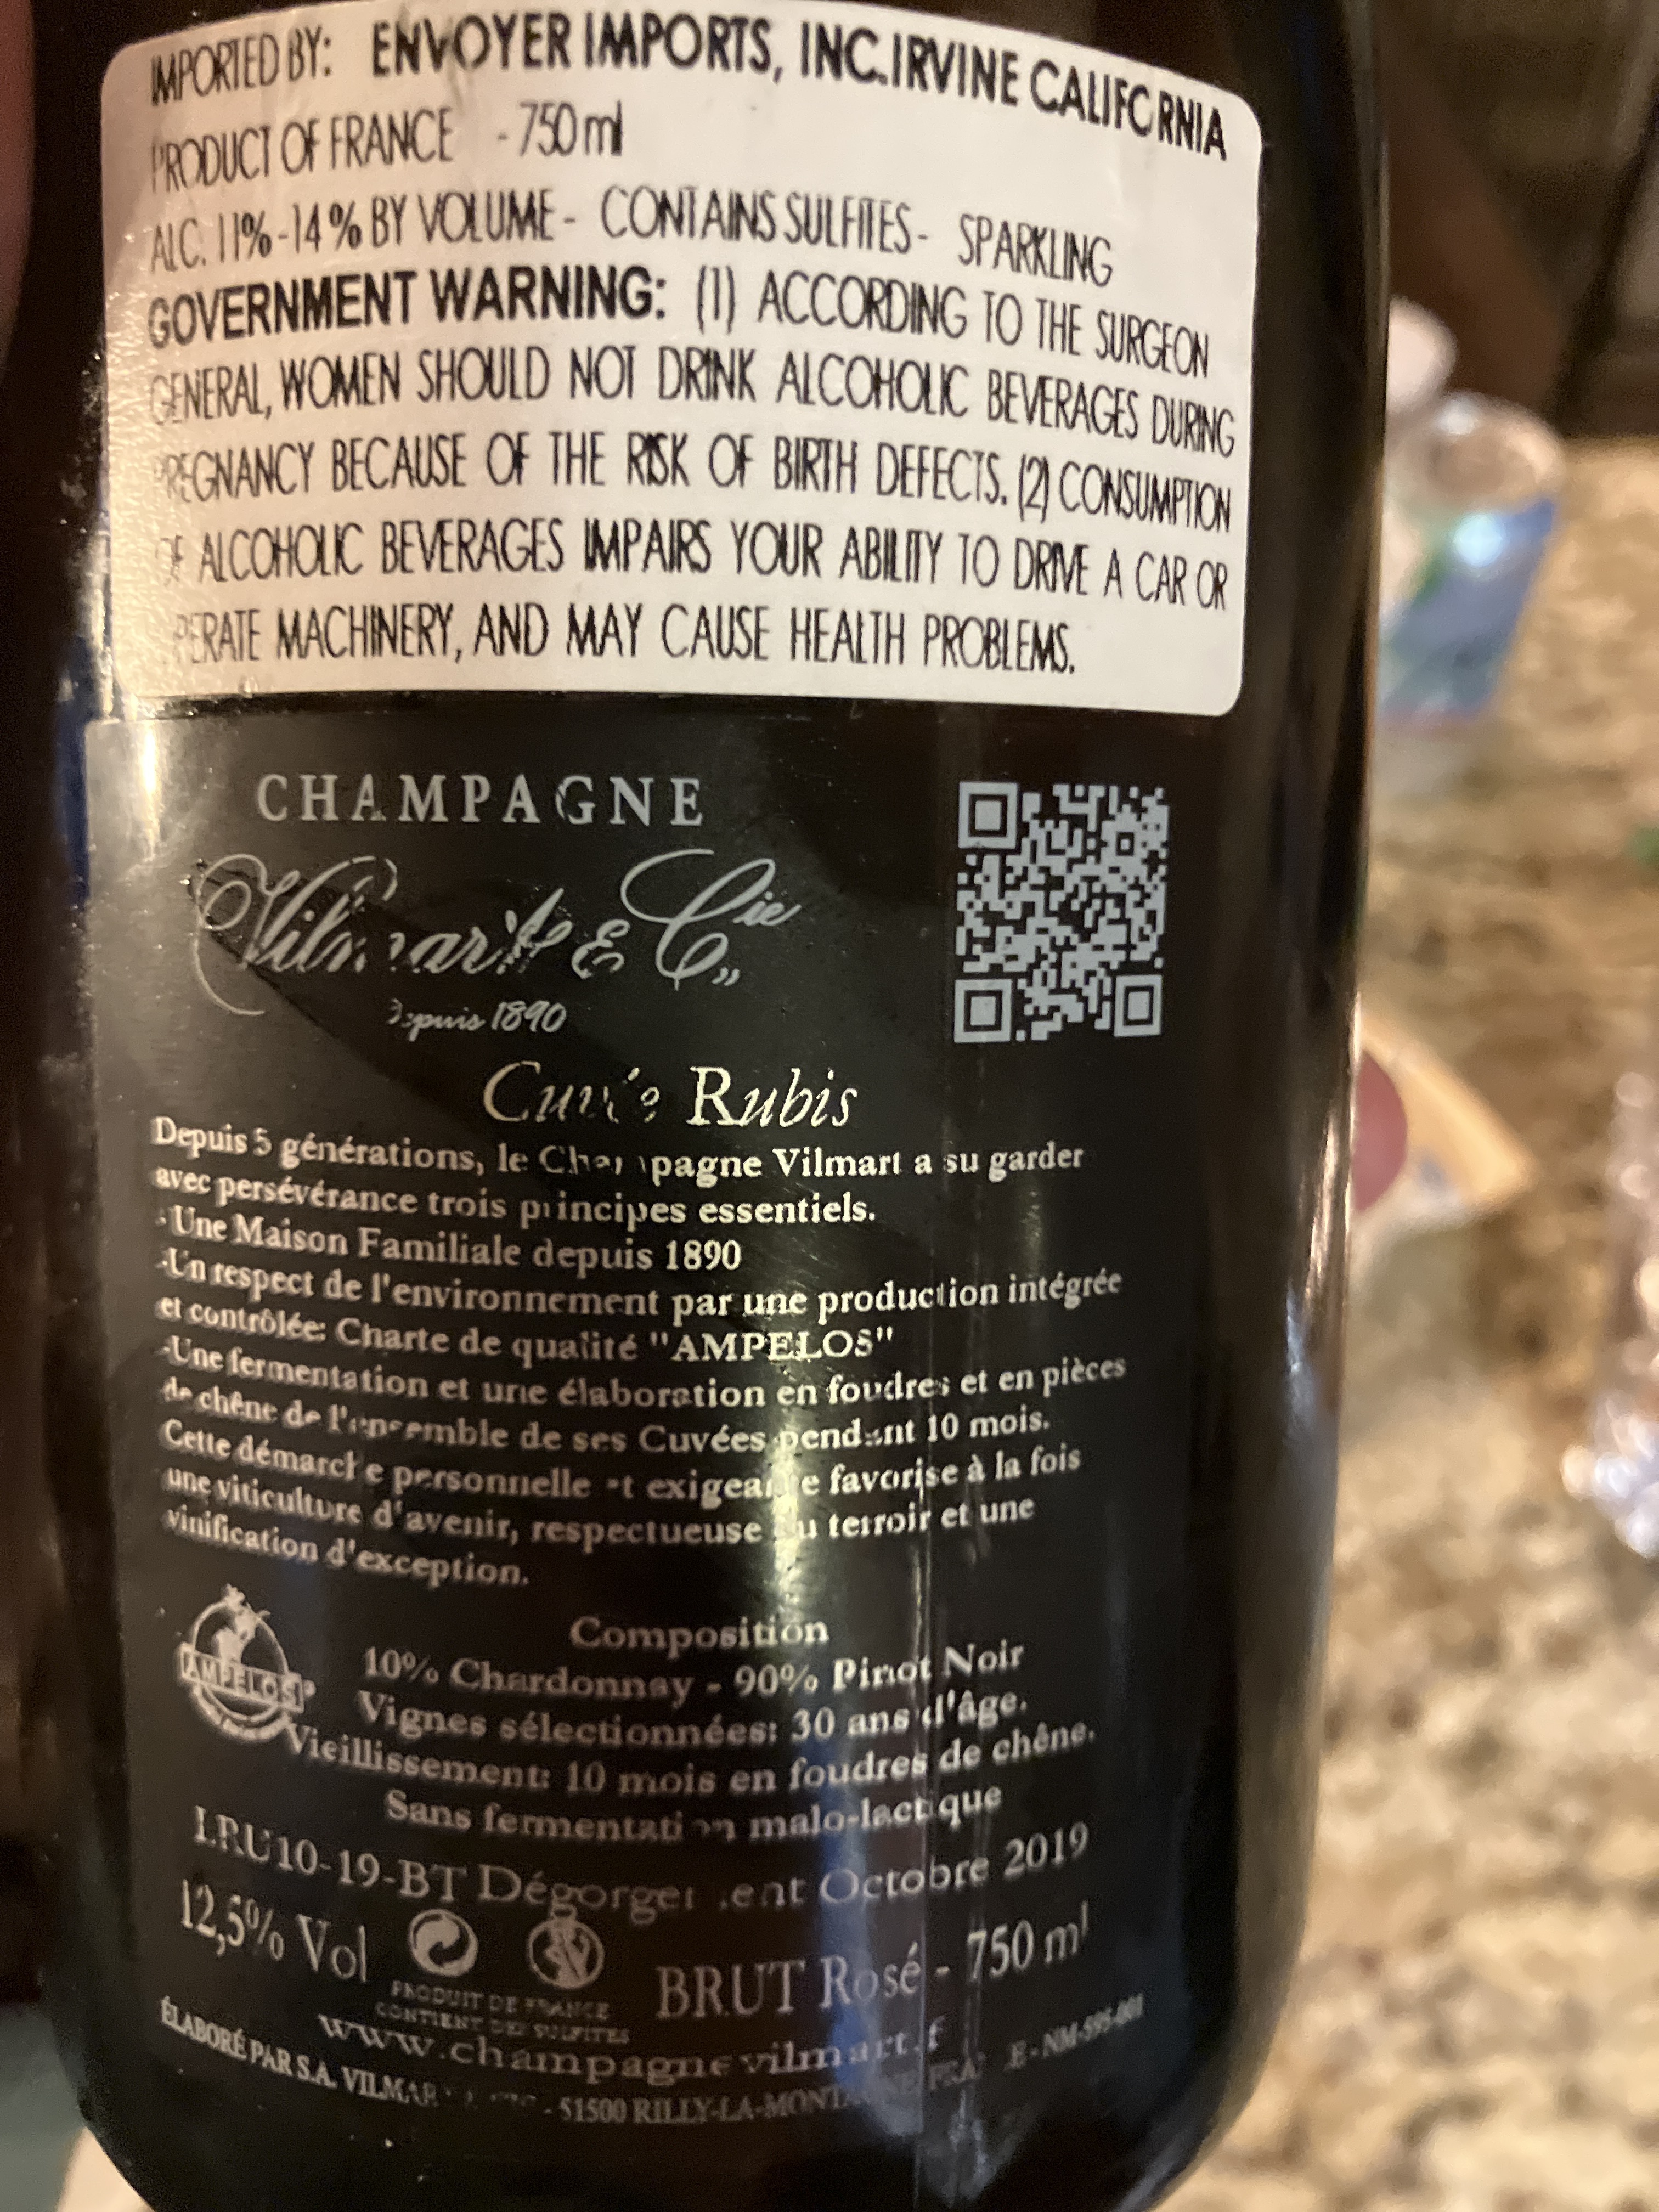 IMPORTED BY: ENVOYER IMPORTS, INC. IRVINE CALIFORNIA
PRODUCT OF FRANCE - 750 ml
ALC. 11% -14% BY VOLUME - CONTAINS SULFITES - SPARKLING
GOVERNMENT WARNING: (1) ACCORDING TO THE SURGEON
GENERAL, WOMEN SHOULD NOT DRINK ALCOHOLIC BEVERAGES DURING
PREGNANCY BECAUSE OF THE RISK OF BIRTH DEFECTS. (2) CONSUMPTION
OF ALCOHOLIC BEVERAGES IMPAIRS YOUR ABILITY TO DRIVE A CAR OR
OPERATE MACHINERY, AND MAY CAUSE HEALTH PROBLEMS.
CHAMPAGNE
Vilmart & Cie
Depuis 1890
Cuvée Rubis
Depuis 5 générations, le Champagne Vilmart a su garder
avec persévérance trois principes essentiels.
-Une Maison Familiale depuis 1890
-Un respect de l'environnement par une production intégrée
et contrôlée: Charte de qualité "AMPELOS"
-Une fermentation et une élaboration en foudres et en pièces
de chêne de l'ensemble de ses Cuvées pendant 10 mois.
Cette démarche personnelle et exigeante favorise à la fois
une viticulture d'avenir, respectueuse du terroir et une
vinification d'exception.
AMPELOS
Composition
10% Chardonnay - 90% Pinot Noir
Vignes sélectionnées: 30 ans d'âge.
Vieillissement: 10 mois en foudres de chêne.
Sans fermentation malo-lactique
LRU10-19-BT Dégorgement Octobre 2019
12,5% Vol
PRODUIT DE FRANCE
CONTIENT DES SULFITES
BRUT Rosé - 750 ml
www.champagnevilmart.f
ÉLABORÉ PAR S.A. VILMART - 51500 RILLY-LA-MONTAGNE FRANCE - NM-595-001